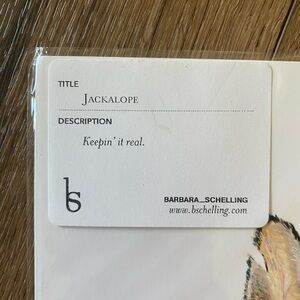 TITLE
JACKALOPE
DESCRIPTION
Keepin' it real.
bs
BARBARA_SCHELLING
www.bschelling.com